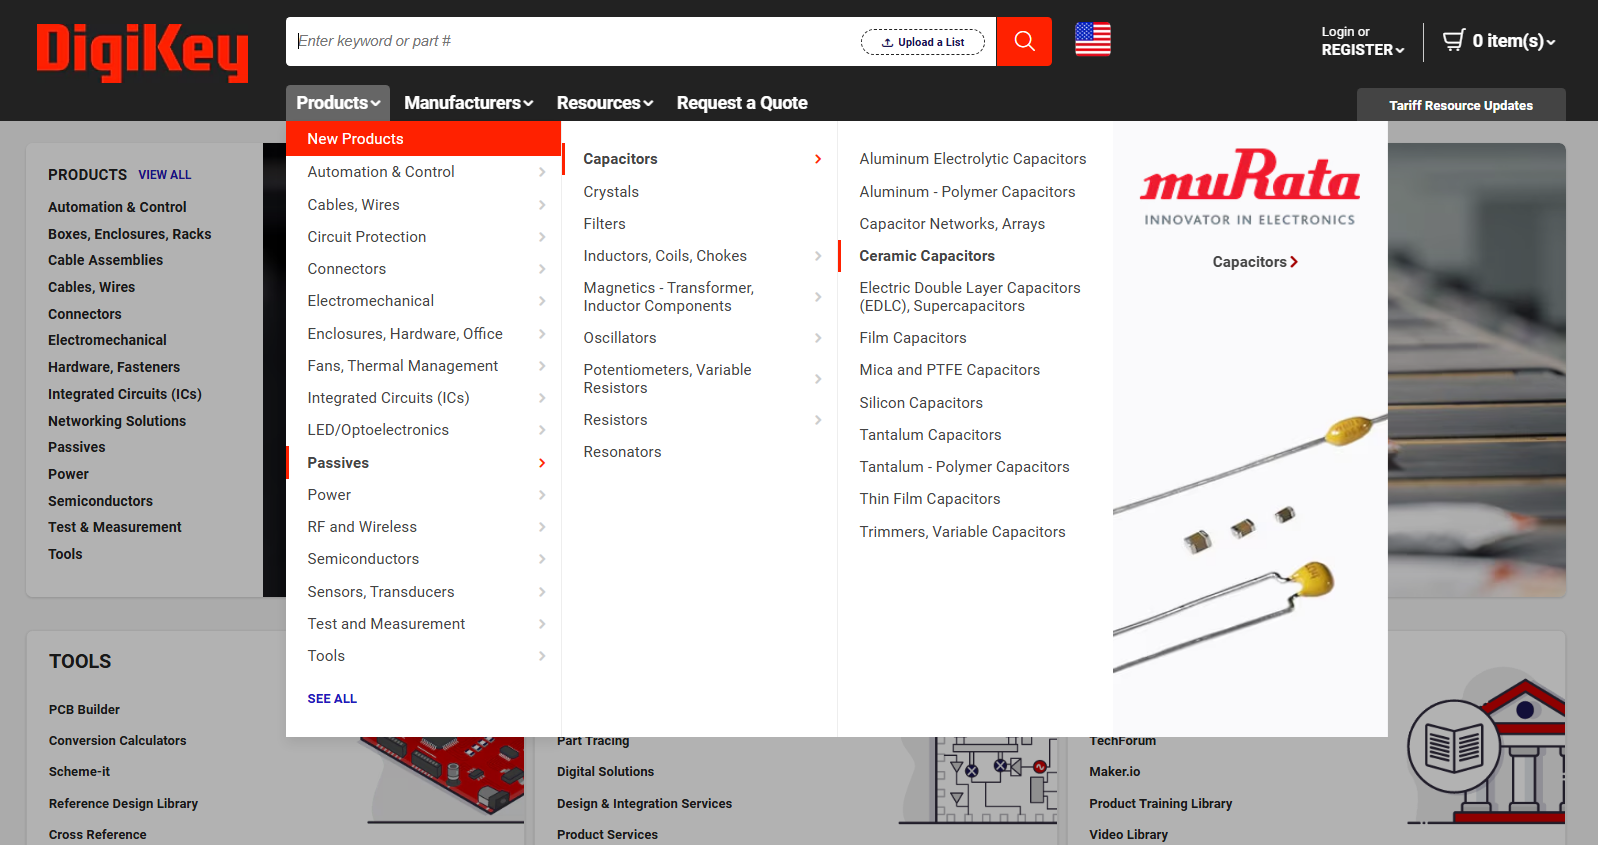 DigiKey
Enter keyword or part #
Upload a List
Login or
REGISTER
0 item(s)
Products
Manufacturers
Resources
Request a Quote
Tariff Resource Updates
PRODUCTS VIEW ALL
Automation & Control
Boxes, Enclosures, Racks
Cable Assemblies
Cables, Wires
Connectors
Electromechanical
Hardware, Fasteners
Integrated Circuits (ICs)
Networking Solutions
Passives
Power
Semiconductors
Test & Measurement
Tools
New Products
Automation & Control
Cables, Wires
Circuit Protection
Connectors
Electromechanical
Enclosures, Hardware, Office
Fans, Thermal Management
Integrated Circuits (ICs)
LED/Optoelectronics
Passives
Power
RF and Wireless
Semiconductors
Sensors, Transducers
Test and Measurement
Tools
SEE ALL
Capacitors
Crystals
Filters
Inductors, Coils, Chokes
Magnetics - Transformer,
Inductor Components
Oscillators
Potentiometers, Variable
Resistors
Resistors
Resonators
Aluminum Electrolytic Capacitors
Aluminum - Polymer Capacitors
Capacitor Networks, Arrays
Ceramic Capacitors
Electric Double Layer Capacitors
(EDLC), Supercapacitors
Film Capacitors
Mica and PTFE Capacitors
Silicon Capacitors
Tantalum Capacitors
Tantalum - Polymer Capacitors
Thin Film Capacitors
Trimmers, Variable Capacitors
muRata
INNOVATOR IN ELECTRONICS
Capacitors
TOOLS
PCB Builder
Conversion Calculators
Scheme-it
Reference Design Library
Cross Reference
Part Tracing
Digital Solutions
Design & Integration Services
Product Services
TechForum
Maker.io
Product Training Library
Video Library